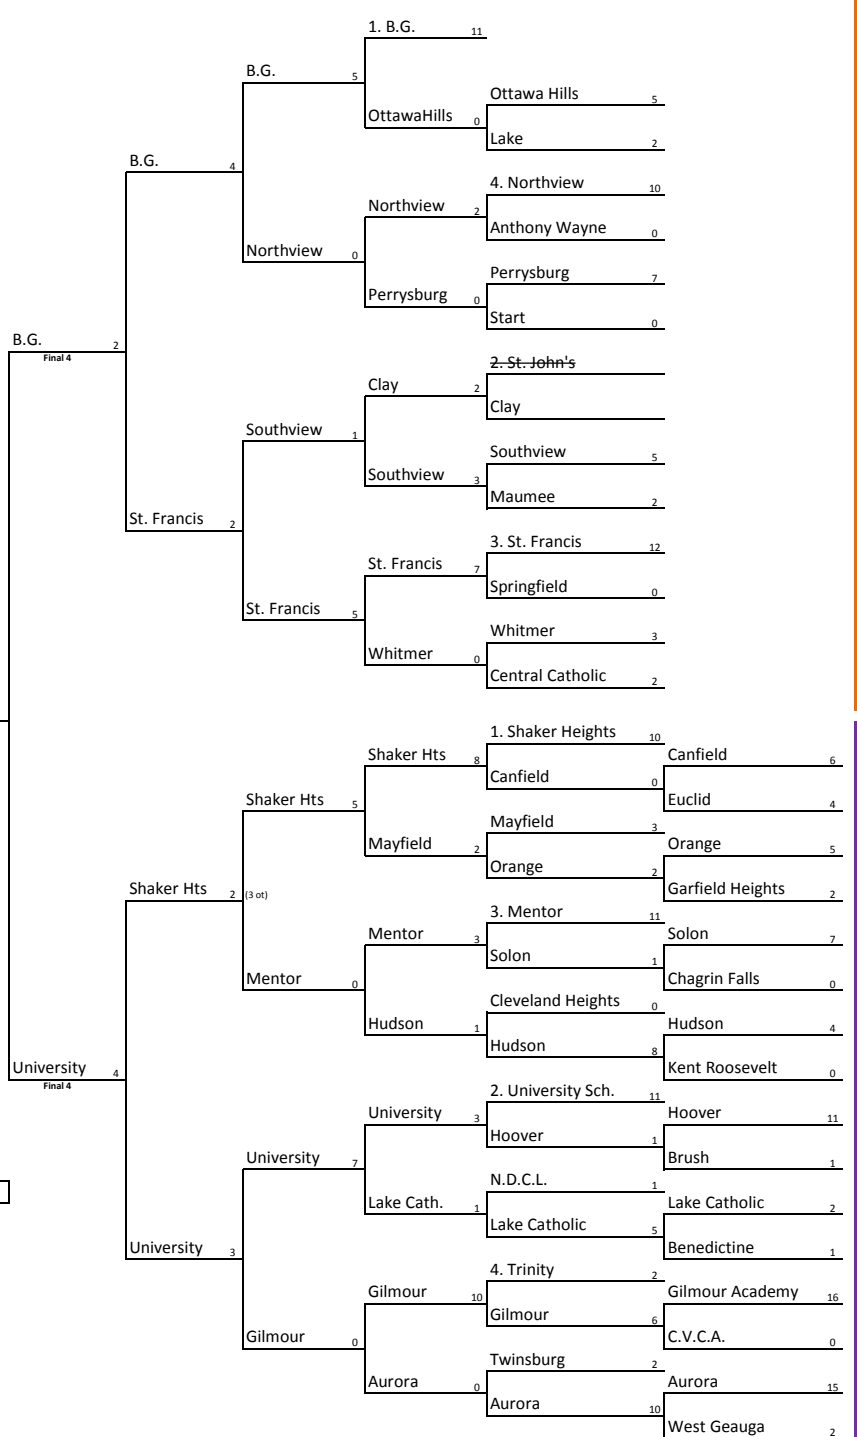 1. B.G. 11
B.G. 5
Ottawa Hills 5
OttawaHills 0
Lake 2
B.G. 4
4. Northview 10
Northview 2
Anthony Wayne 0
Northview 0
Perrysburg 7
Perrysburg 0
Start 0
B.G. 2
Final 4
2. St. John's
Clay 2
Clay
Southview 1
Southview 5
Southview 3
Maumee 2
St. Francis 2
3. St. Francis 12
St. Francis 7
Springfield 0
St. Francis 5
Whitmer 3
Whitmer 0
Central Catholic 2
1. Shaker Heights 10
Shaker Hts 8
Canfield 6
Canfield 0
Shaker Hts 5
Euclid 4
Mayfield 3
Mayfield 2
Orange 5
Orange 2
Shaker Hts 2 (3 ot)
Garfield Heights 2
3. Mentor 11
Mentor 3
Solon 7
Solon 1
Mentor 0
Chagrin Falls 0
Cleveland Heights 0
Hudson 1
Hudson 4
Hudson 8
University 4
Final 4
Kent Roosevelt 0
2. University Sch. 11
University 3
Hoover 11
Hoover 1
University 7
Brush 1
N.D.C.L. 1
Lake Cath. 1
Lake Catholic 2
Lake Catholic 5
University 3
Benedictine 1
4. Trinity 2
Gilmour 10
Gilmour Academy 16
Gilmour 6
Gilmour 0
C.V.C.A. 0
Twinsburg 2
Aurora 0
Aurora 15
Aurora 10
West Geauga 2